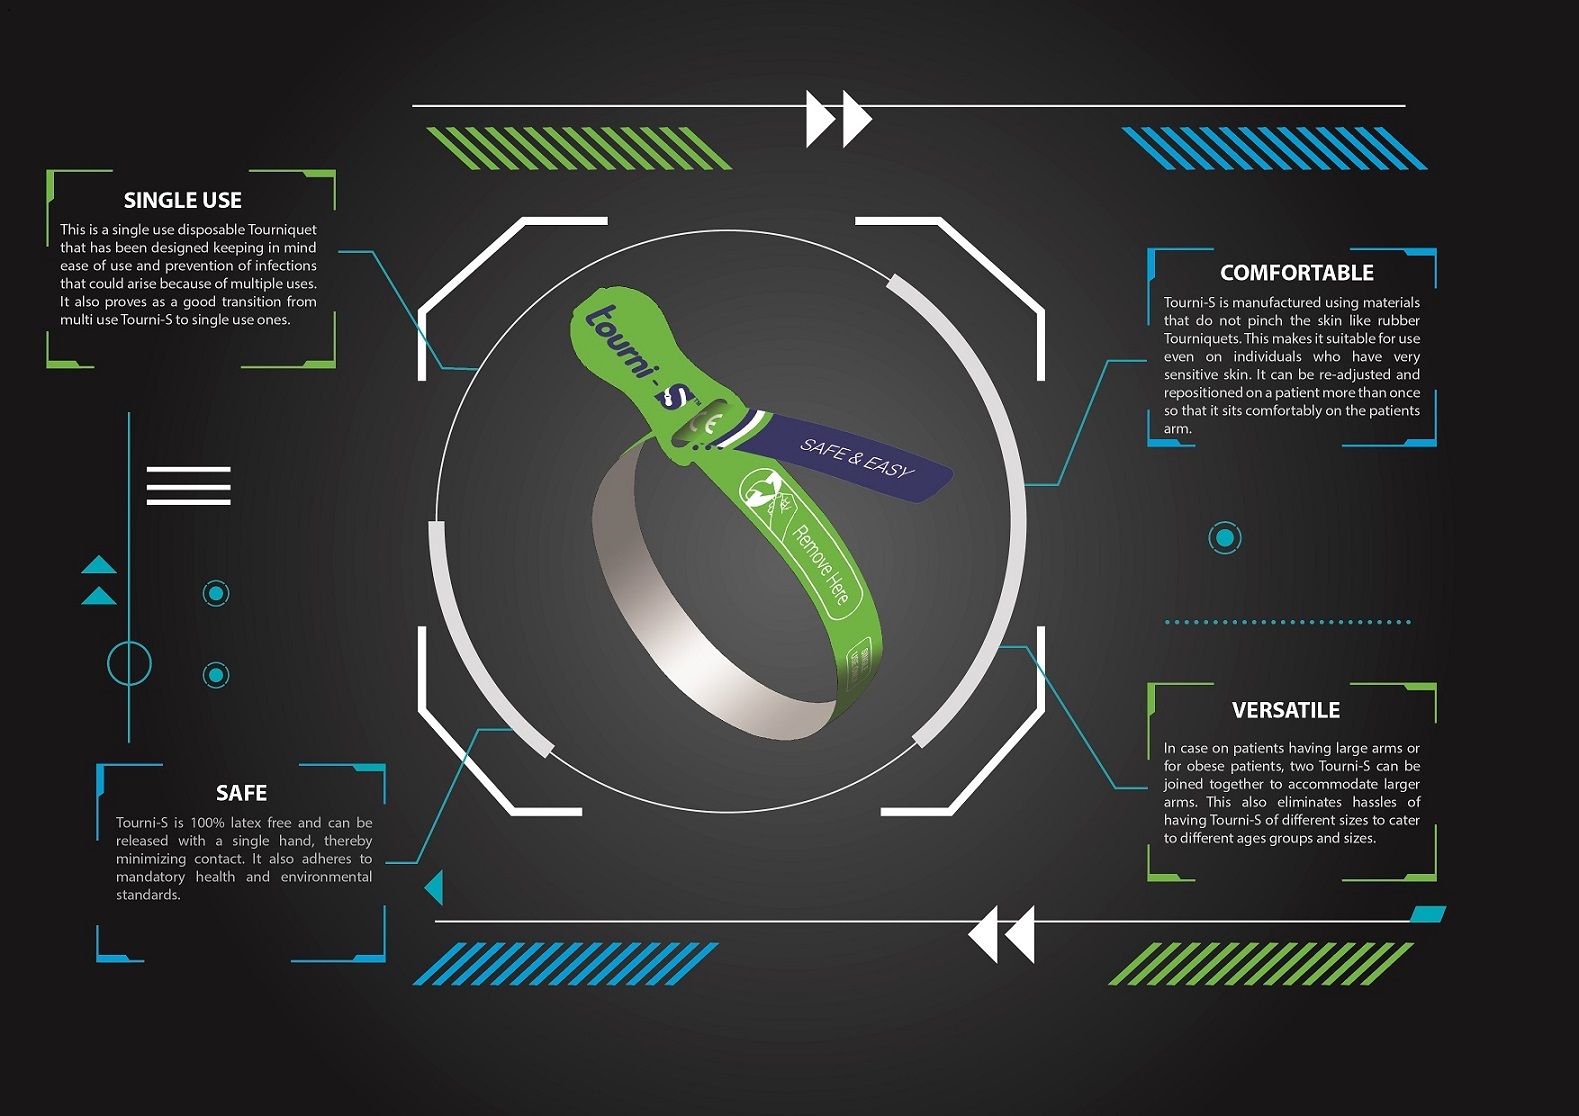 SINGLE USE
This is a single use disposable Tourniquet
that has been designed keeping in mind
ease of use and prevention of infections
that could arise because of multiple uses.
It also proves as a good transition from
multi use Tourni-S to single use ones.
COMFORTABLE
Tourni-S is manufactured using materials
that do not pinch the skin like rubber
Tourniquets. This makes it suitable for use
even on individuals who have very
sensitive skin. It can be re-adjusted and
repositioned on a patient more than once
so that it sits comfortably on the patients
arm.
tourni-S™
CE
SAFE & EASY
Remove Here
SINGLE
USE ONLY
SAFE
Tourni-S is 100% latex free and can be
released with a single hand, thereby
minimizing contact. It also adheres to
mandatory health and environmental
standards.
VERSATILE
In case on patients having large arms or
for obese patients, two Tourni-S can be
joined together to accommodate larger
arms. This also eliminates hassles of
having Tourni-S of different sizes to cater
to different ages groups and sizes.